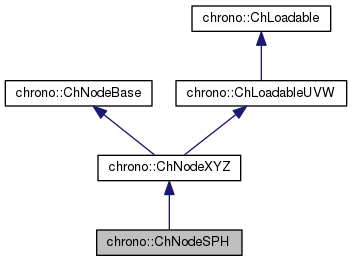 chrono::ChLoadable
chrono::ChNodeBase
chrono::ChLoadableUVW
chrono::ChNodeXYZ
chrono::ChNodeSPH